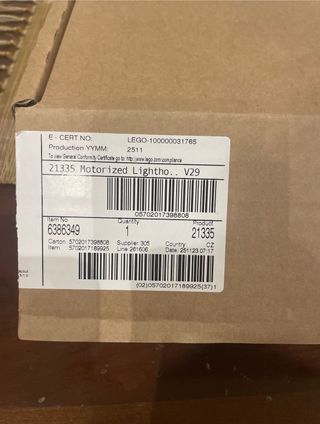 E - CERT NO: LEGO-100000031765
Production YYMM: 2511
To view General Conformity Certificate go to: http://www.lego.com/compliance
21335 Motorized Lightho.. V29
05702017398808
Item No Quantity Product
6386349 1 21335
Carton 5702017398808 Supplier 305 Country CZ
Item 5702017189925 Line 261606 Date: 251123 07:17
(02)05702017189925(37)1